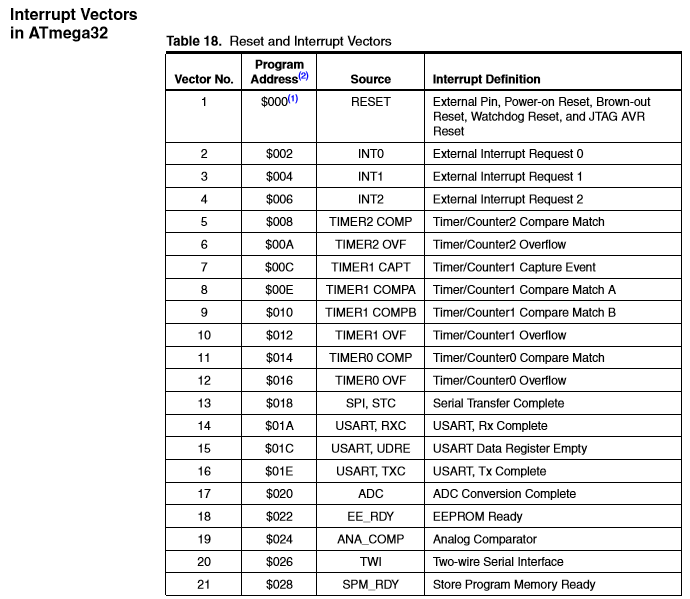 Interrupt Vectors
in ATmega32
Table 18. Reset and Interrupt Vectors
Vector No. Program Address(2) Source Interrupt Definition
1 $000(1) RESET External Pin, Power-on Reset, Brown-out
Reset, Watchdog Reset, and JTAG AVR
Reset
2 $002 INT0 External Interrupt Request 0
3 $004 INT1 External Interrupt Request 1
4 $006 INT2 External Interrupt Request 2
5 $008 TIMER2 COMP Timer/Counter2 Compare Match
6 $00A TIMER2 OVF Timer/Counter2 Overflow
7 $00C TIMER1 CAPT Timer/Counter1 Capture Event
8 $00E TIMER1 COMPA Timer/Counter1 Compare Match A
9 $010 TIMER1 COMPB Timer/Counter1 Compare Match B
10 $012 TIMER1 OVF Timer/Counter1 Overflow
11 $014 TIMER0 COMP Timer/Counter0 Compare Match
12 $016 TIMER0 OVF Timer/Counter0 Overflow
13 $018 SPI, STC Serial Transfer Complete
14 $01A USART, RXC USART, Rx Complete
15 $01C USART, UDRE USART Data Register Empty
16 $01E USART, TXC USART, Tx Complete
17 $020 ADC ADC Conversion Complete
18 $022 EE_RDY EEPROM Ready
19 $024 ANA_COMP Analog Comparator
20 $026 TWI Two-wire Serial Interface
21 $028 SPM_RDY Store Program Memory Ready